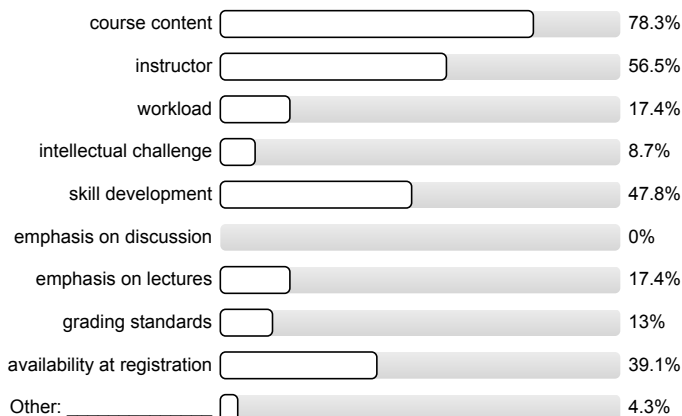 course content 78.3%
instructor 56.5%
workload 17.4%
intellectual challenge 8.7%
skill development 47.8%
emphasis on discussion 0%
emphasis on lectures 17.4%
grading standards 13%
availability at registration 39.1%
Other: _______________ 4.3%